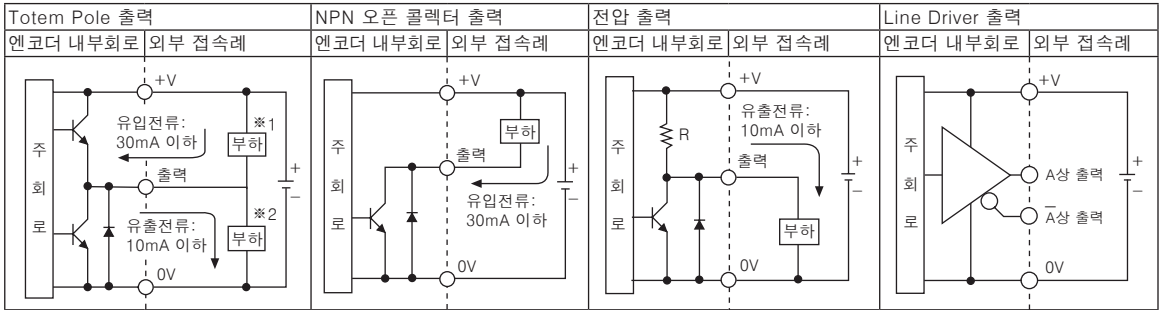 Totem Pole 출력
엔코더 내부회로 외부 접속례
주 회 로
+V
유입전류:
30mA 이하
※1
부하
출력
유출전류:
10mA 이하
※2
부하
0V
+
−
NPN 오픈 콜렉터 출력
엔코더 내부회로 외부 접속례
주 회 로
+V
부하
출력
유입전류:
30mA 이하
0V
+
−
전압 출력
엔코더 내부회로 외부 접속례
주 회 로
+V
R
유출전류:
10mA 이하
출력
부하
0V
+
−
Line Driver 출력
엔코더 내부회로 외부 접속례
주 회 로
+V
A상 출력
A̅상 출력
0V
+
−